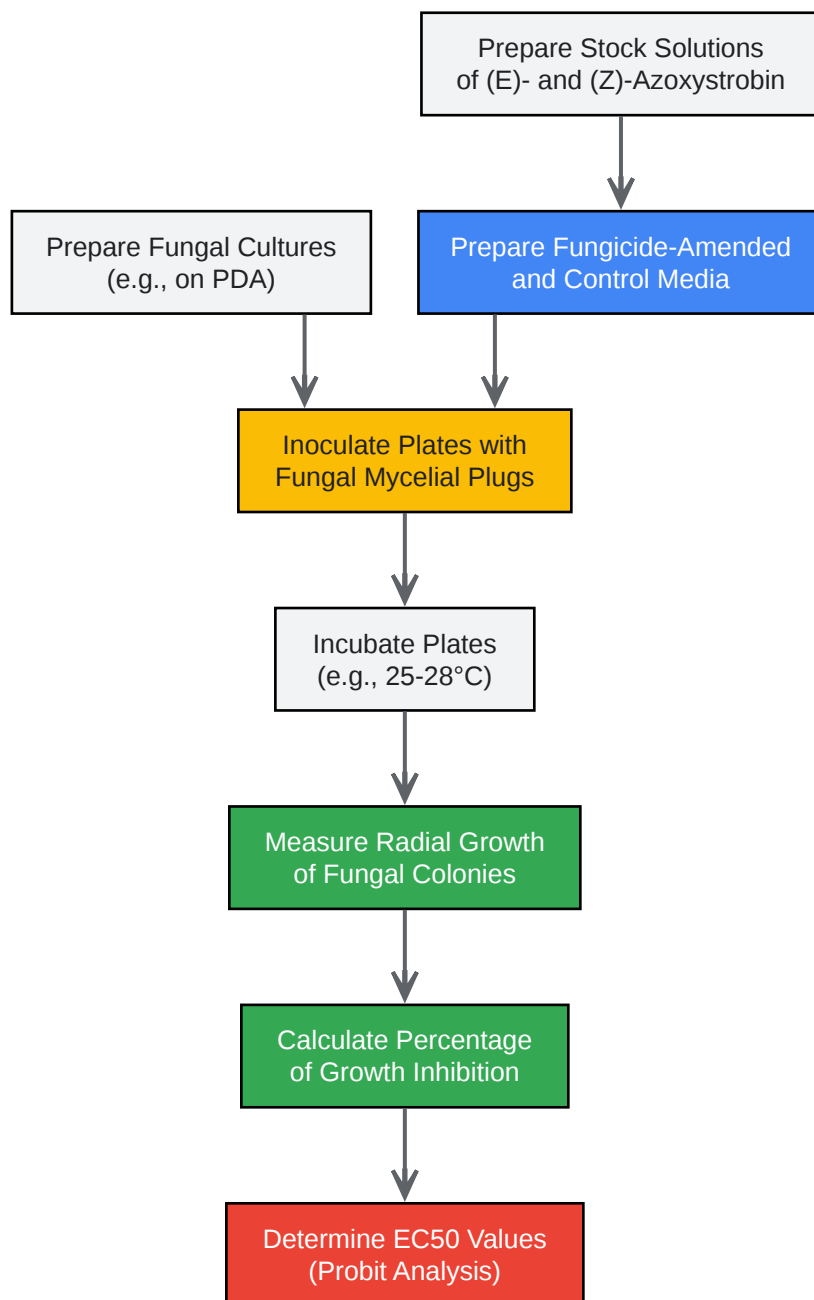 Prepare Stock Solutions
of (E)- and (Z)-Azoxystrobin
Prepare Fungal Cultures
(e.g., on PDA)
Prepare Fungicide-Amended
and Control Media
Inoculate Plates with
Fungal Mycelial Plugs
Incubate Plates
(e.g., 25-28°C)
Measure Radial Growth
of Fungal Colonies
Calculate Percentage
of Growth Inhibition
Determine EC50 Values
(Probit Analysis)